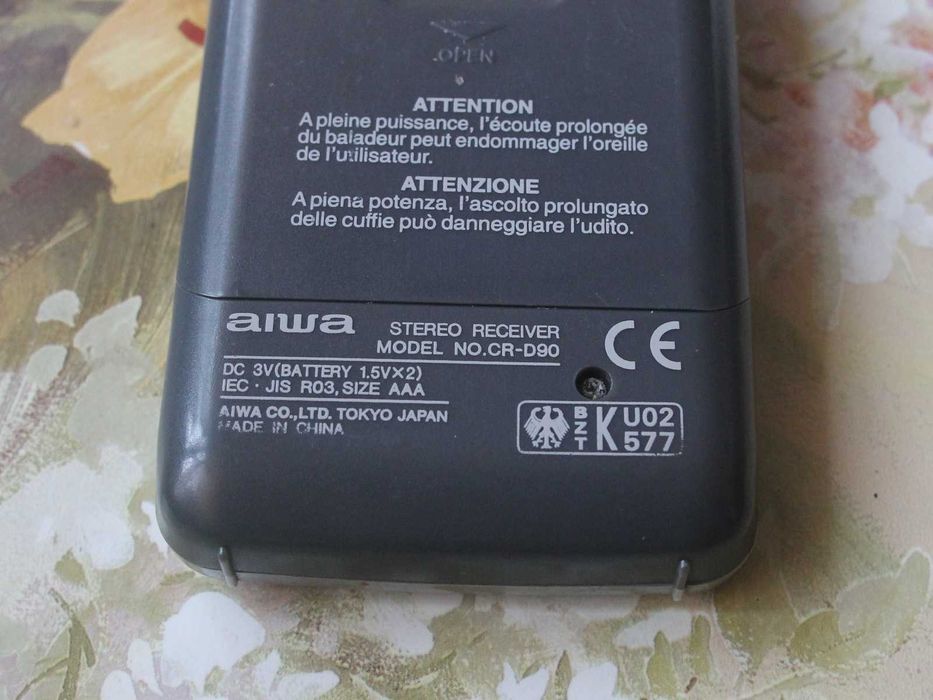 OPEN
ATTENTION
A pleine puissance, l'écoute prolongée
du baladeur peut endommager l'oreille
de l'utilisateur.
ATTENZIONE
A piena potenza, l'ascolto prolungato
delle cuffie può danneggiare l'udito.
aiwa
STEREO RECEIVER
MODEL NO.CR-D90
CE
DC 3V(BATTERY 1.5V×2)
IEC · JIS R03, SIZE AAA
AIWA CO., LTD. TOKYO JAPAN
MADE IN CHINA
BZT K U02
577